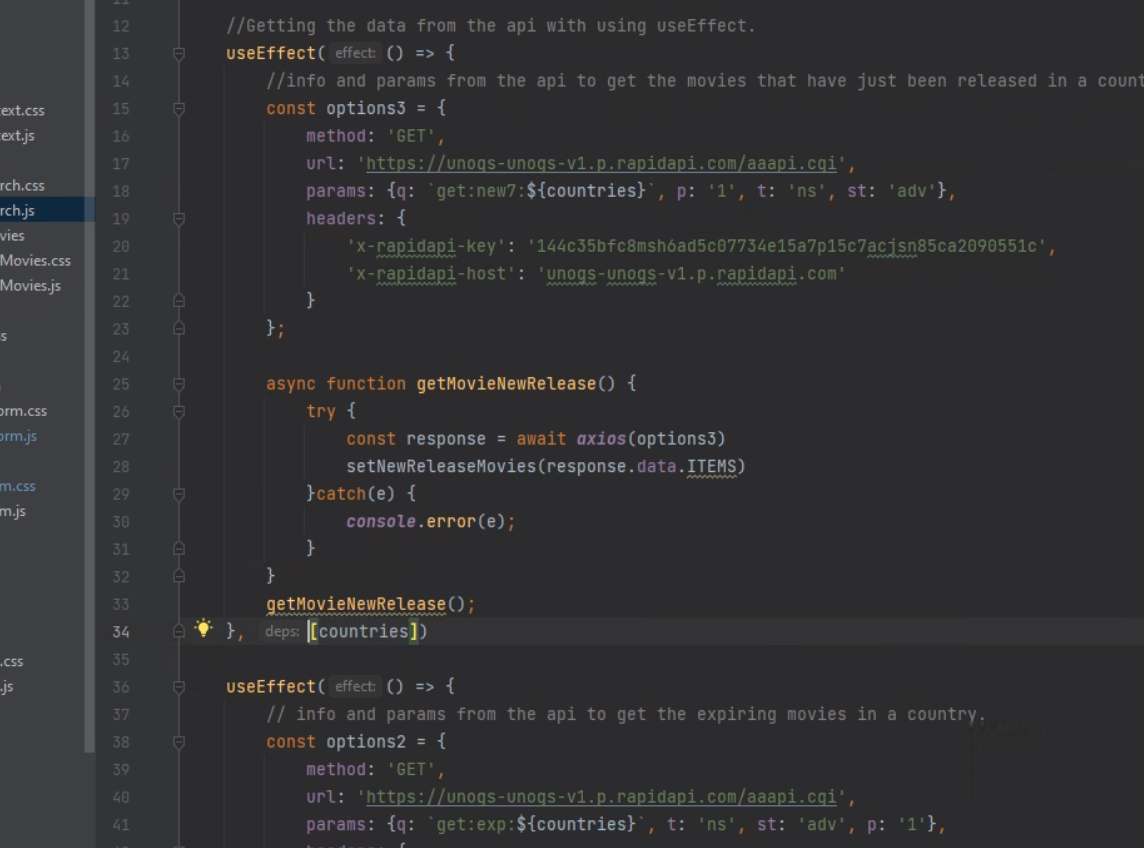 11
12 //Getting the data from the api with using useEffect.
13 useEffect( effect: () => {
14 //info and params from the api to get the movies that have just been released in a count
15 const options3 = {
16 method: 'GET',
17 url: 'https://unogs-unogs-v1.p.rapidapi.com/aaapi.cgi',
18 params: {q: `get:new7:${countries}`, p: '1', t: 'ns', st: 'adv'},
19 headers: {
20 'x-rapidapi-key': '144c35bfc8msh6ad5c07734e15a7p15c7acjsn85ca2090551c',
21 'x-rapidapi-host': 'unogs-unogs-v1.p.rapidapi.com'
22 }
23 };
24
25 async function getMovieNewRelease() {
26 try {
27 const response = await axios(options3)
28 setNewReleaseMovies(response.data.ITEMS)
29 }catch(e) {
30 console.error(e);
31 }
32 }
33 getMovieNewRelease();
34 }, deps: [countries])
35
36 useEffect( effect: () => {
37 // info and params from the api to get the expiring movies in a country.
38 const options2 = {
39 method: 'GET',
40 url: 'https://unogs-unogs-v1.p.rapidapi.com/aaapi.cgi',
41 params: {q: `get:exp:${countries}`, t: 'ns', st: 'adv', p: '1'},
ext.css
ext.js
rch.css
rch.js
vies
Movies.css
Movies.js
s
orm.css
orm.js
m.css
m.js
.css
.js